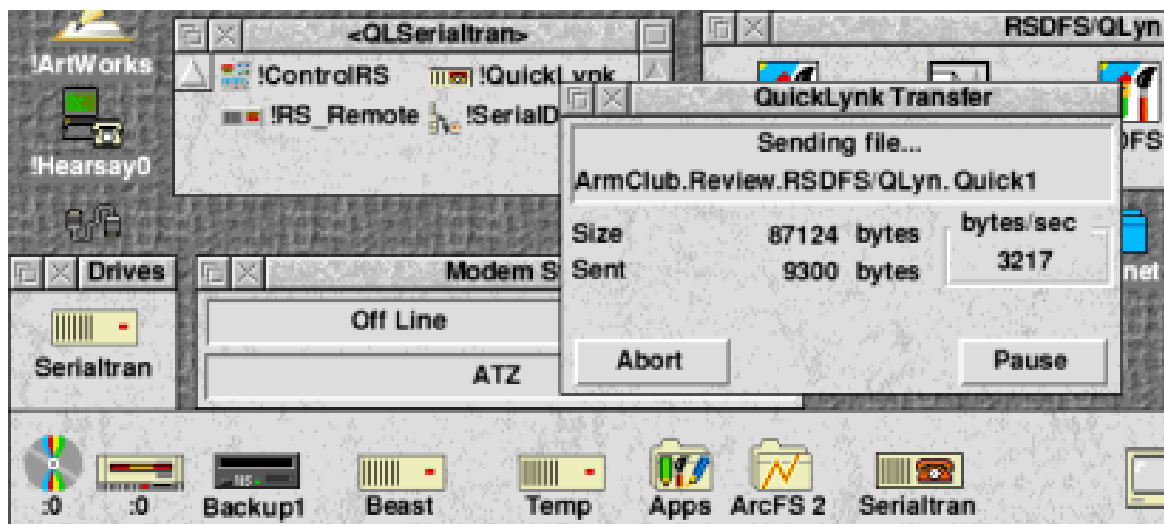 !ArtWorks
!Hearsay0
<QLSerialtran>
!ControlRS
!RS_Remote
RSDFS/QLyn
QuickLynk Transfer
Sending file...
ArmClub.Review.RSDFS/QLyn.Quick1
Size 87124 bytes
Sent 9300 bytes
bytes/sec
3217
Abort
Pause
Drives
Serialtran
Modem S
Off Line
ATZ
:0
:0
Backup1
Beast
Temp
Apps
ArcFS 2
Serialtran